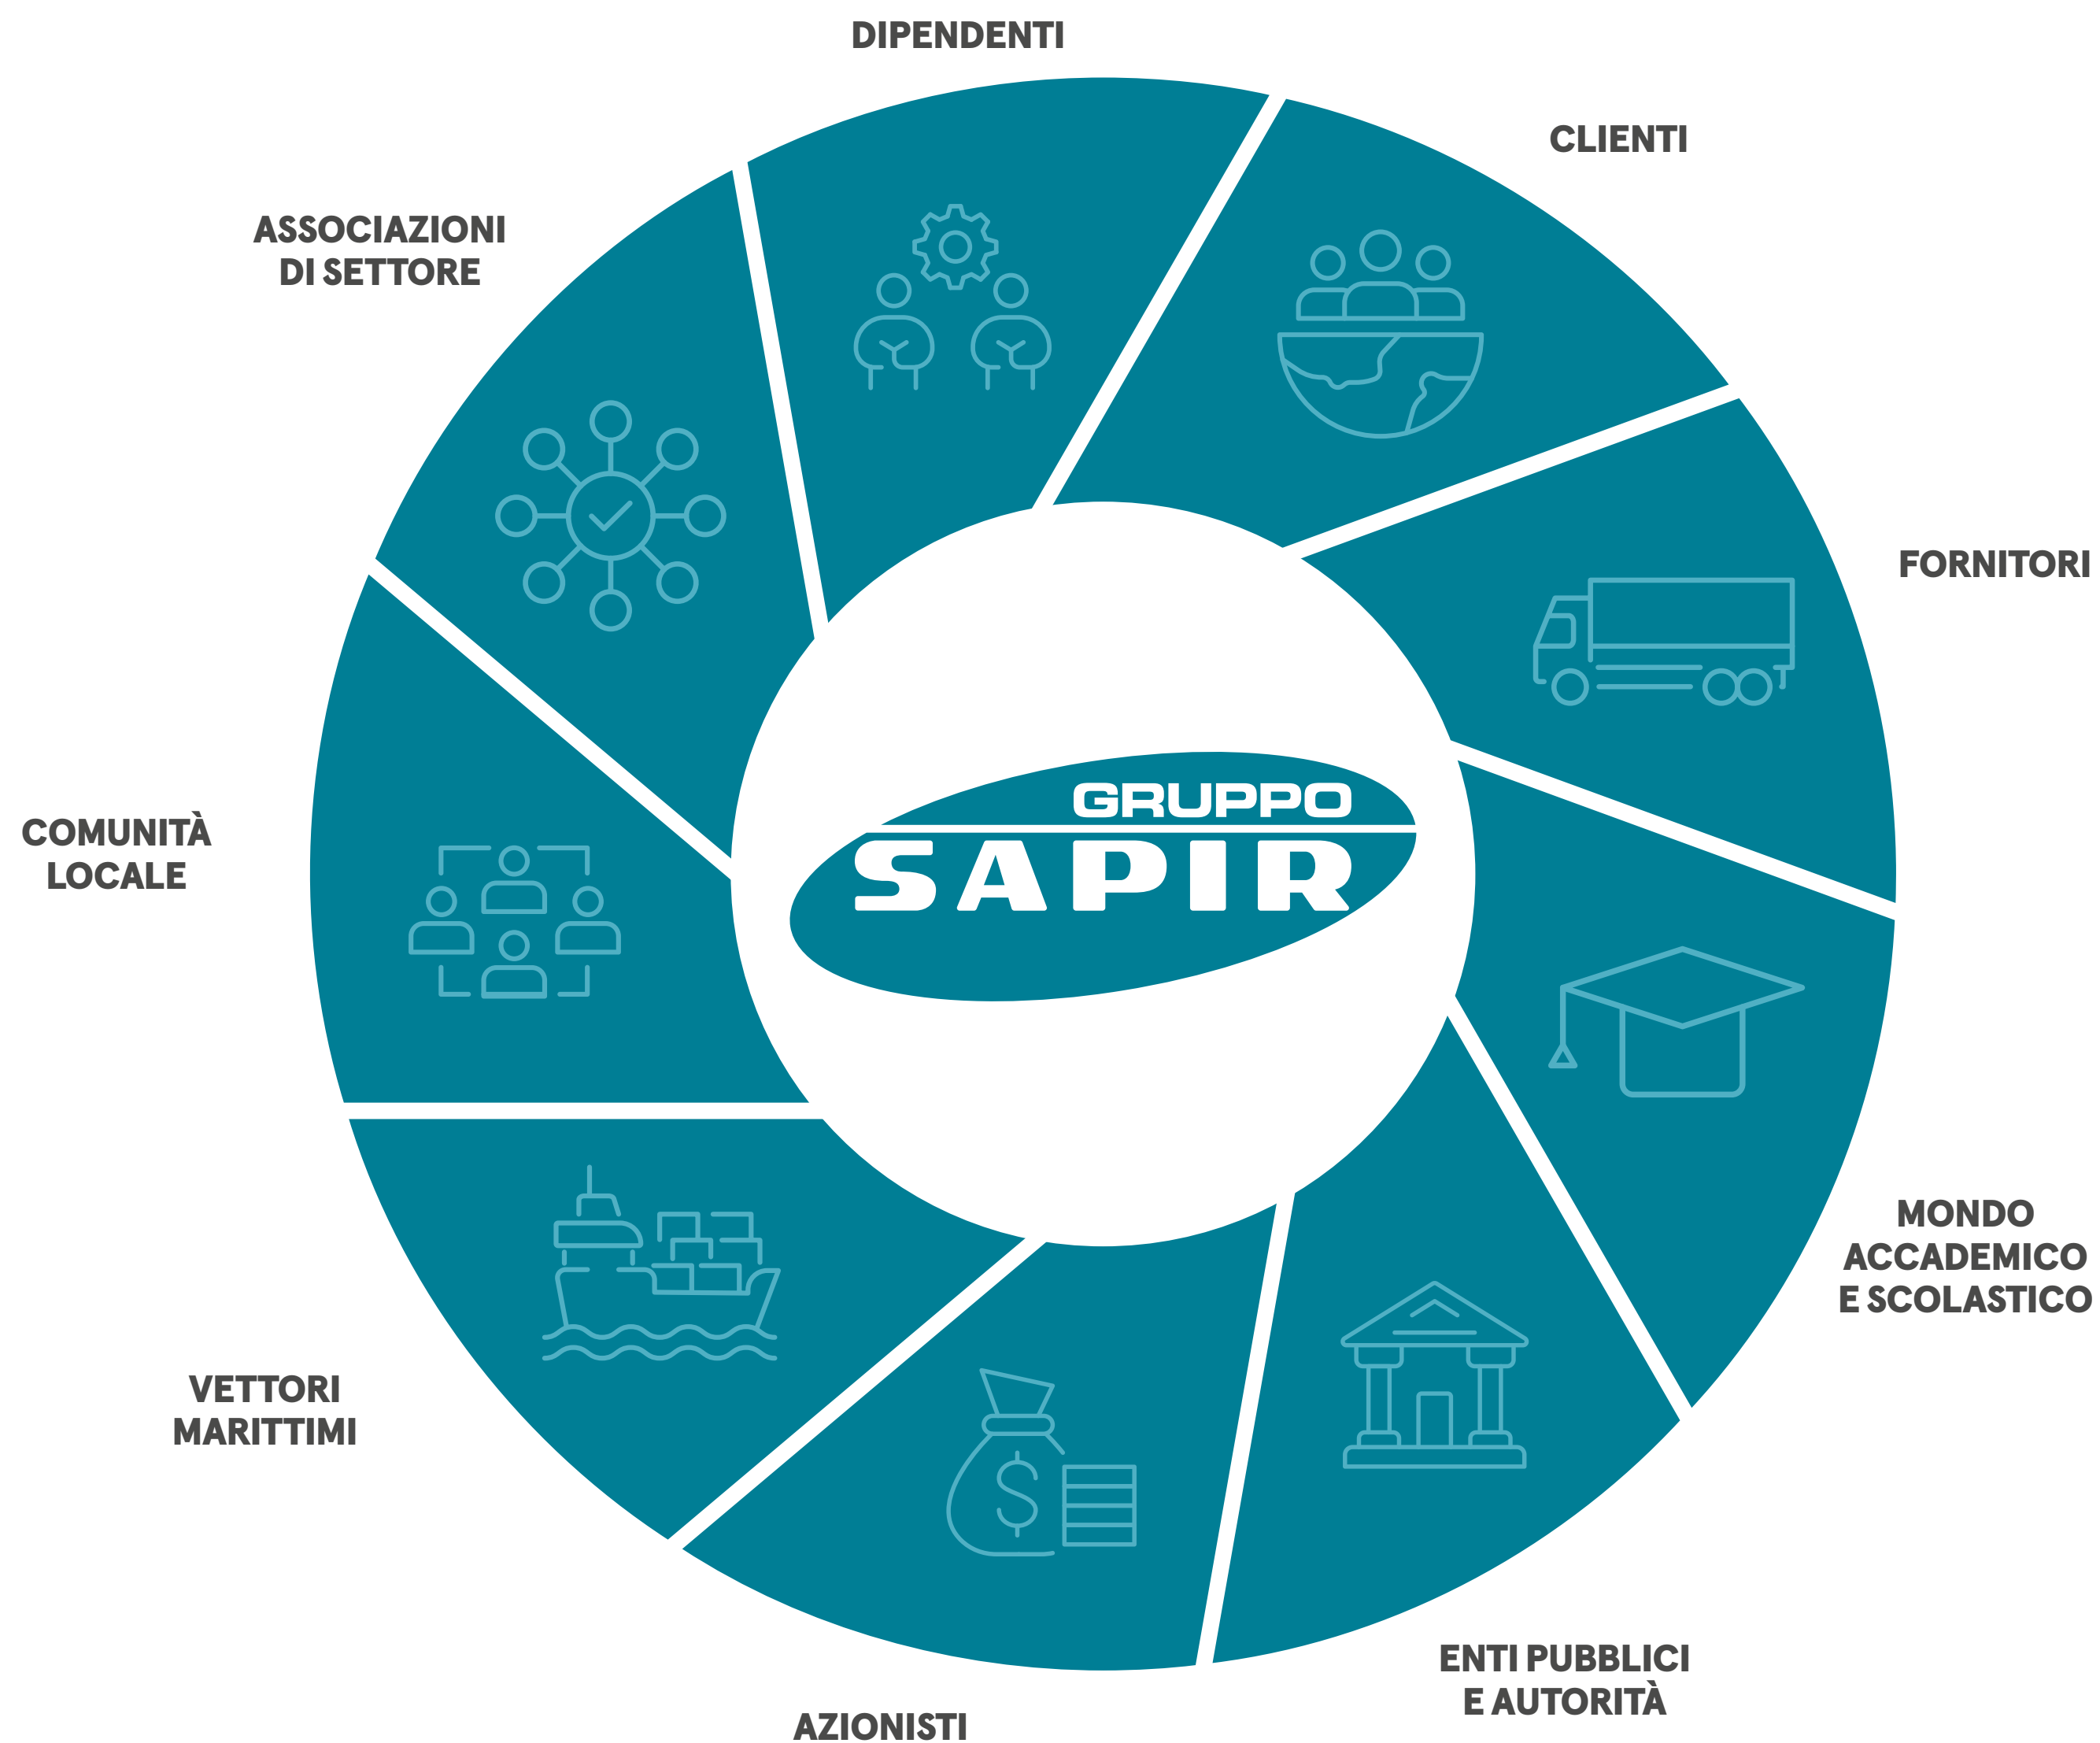 DIPENDENTI
CLIENTI
ASSOCIAZIONI
DI SETTORE
FORNITORI
GRUPPO
SAPIR
COMUNITÀ
LOCALE
MONDO
ACCADEMICO
E SCOLASTICO
VETTORI
MARITTIMI
$
ENTI PUBBLICI
E AUTORITÀ
AZIONISTI